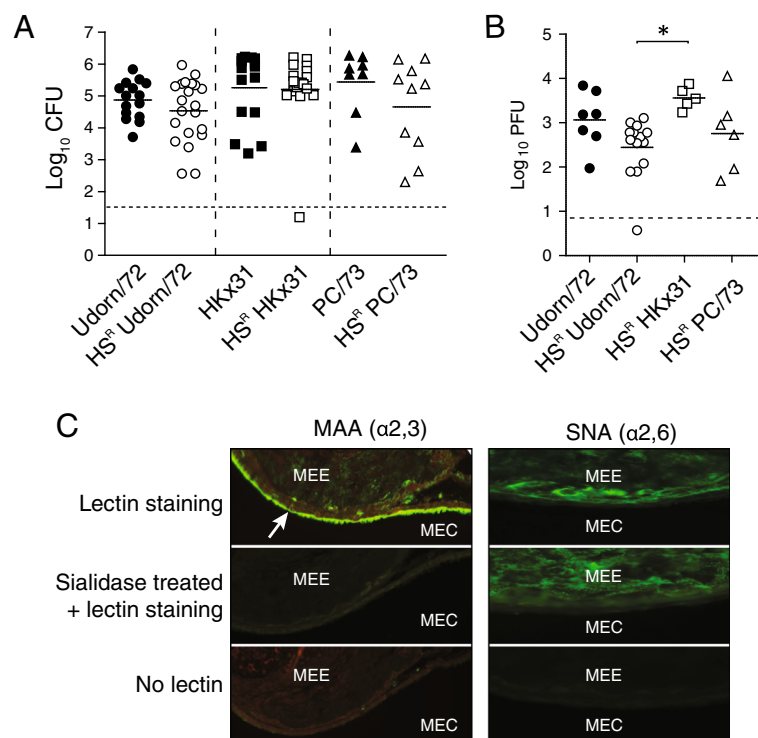 A
Log10 CFU
7
6
5
4
3
2
1
0
Udorn/72
HSR Udorn/72
HKx31
HSR HKx31
PC/73
HSR PC/73
B
*
Log10 PFU
5
4
3
2
1
0
Udorn/72
HSR Udorn/72
HSR HKx31
HSR PC/73
C
MAA (α2,3)
SNA (α2,6)
Lectin staining
MEE
MEC
MEE
MEC
Sialidase treated
+ lectin staining
MEE
MEC
MEE
MEC
No lectin
MEE
MEC
MEE
MEC